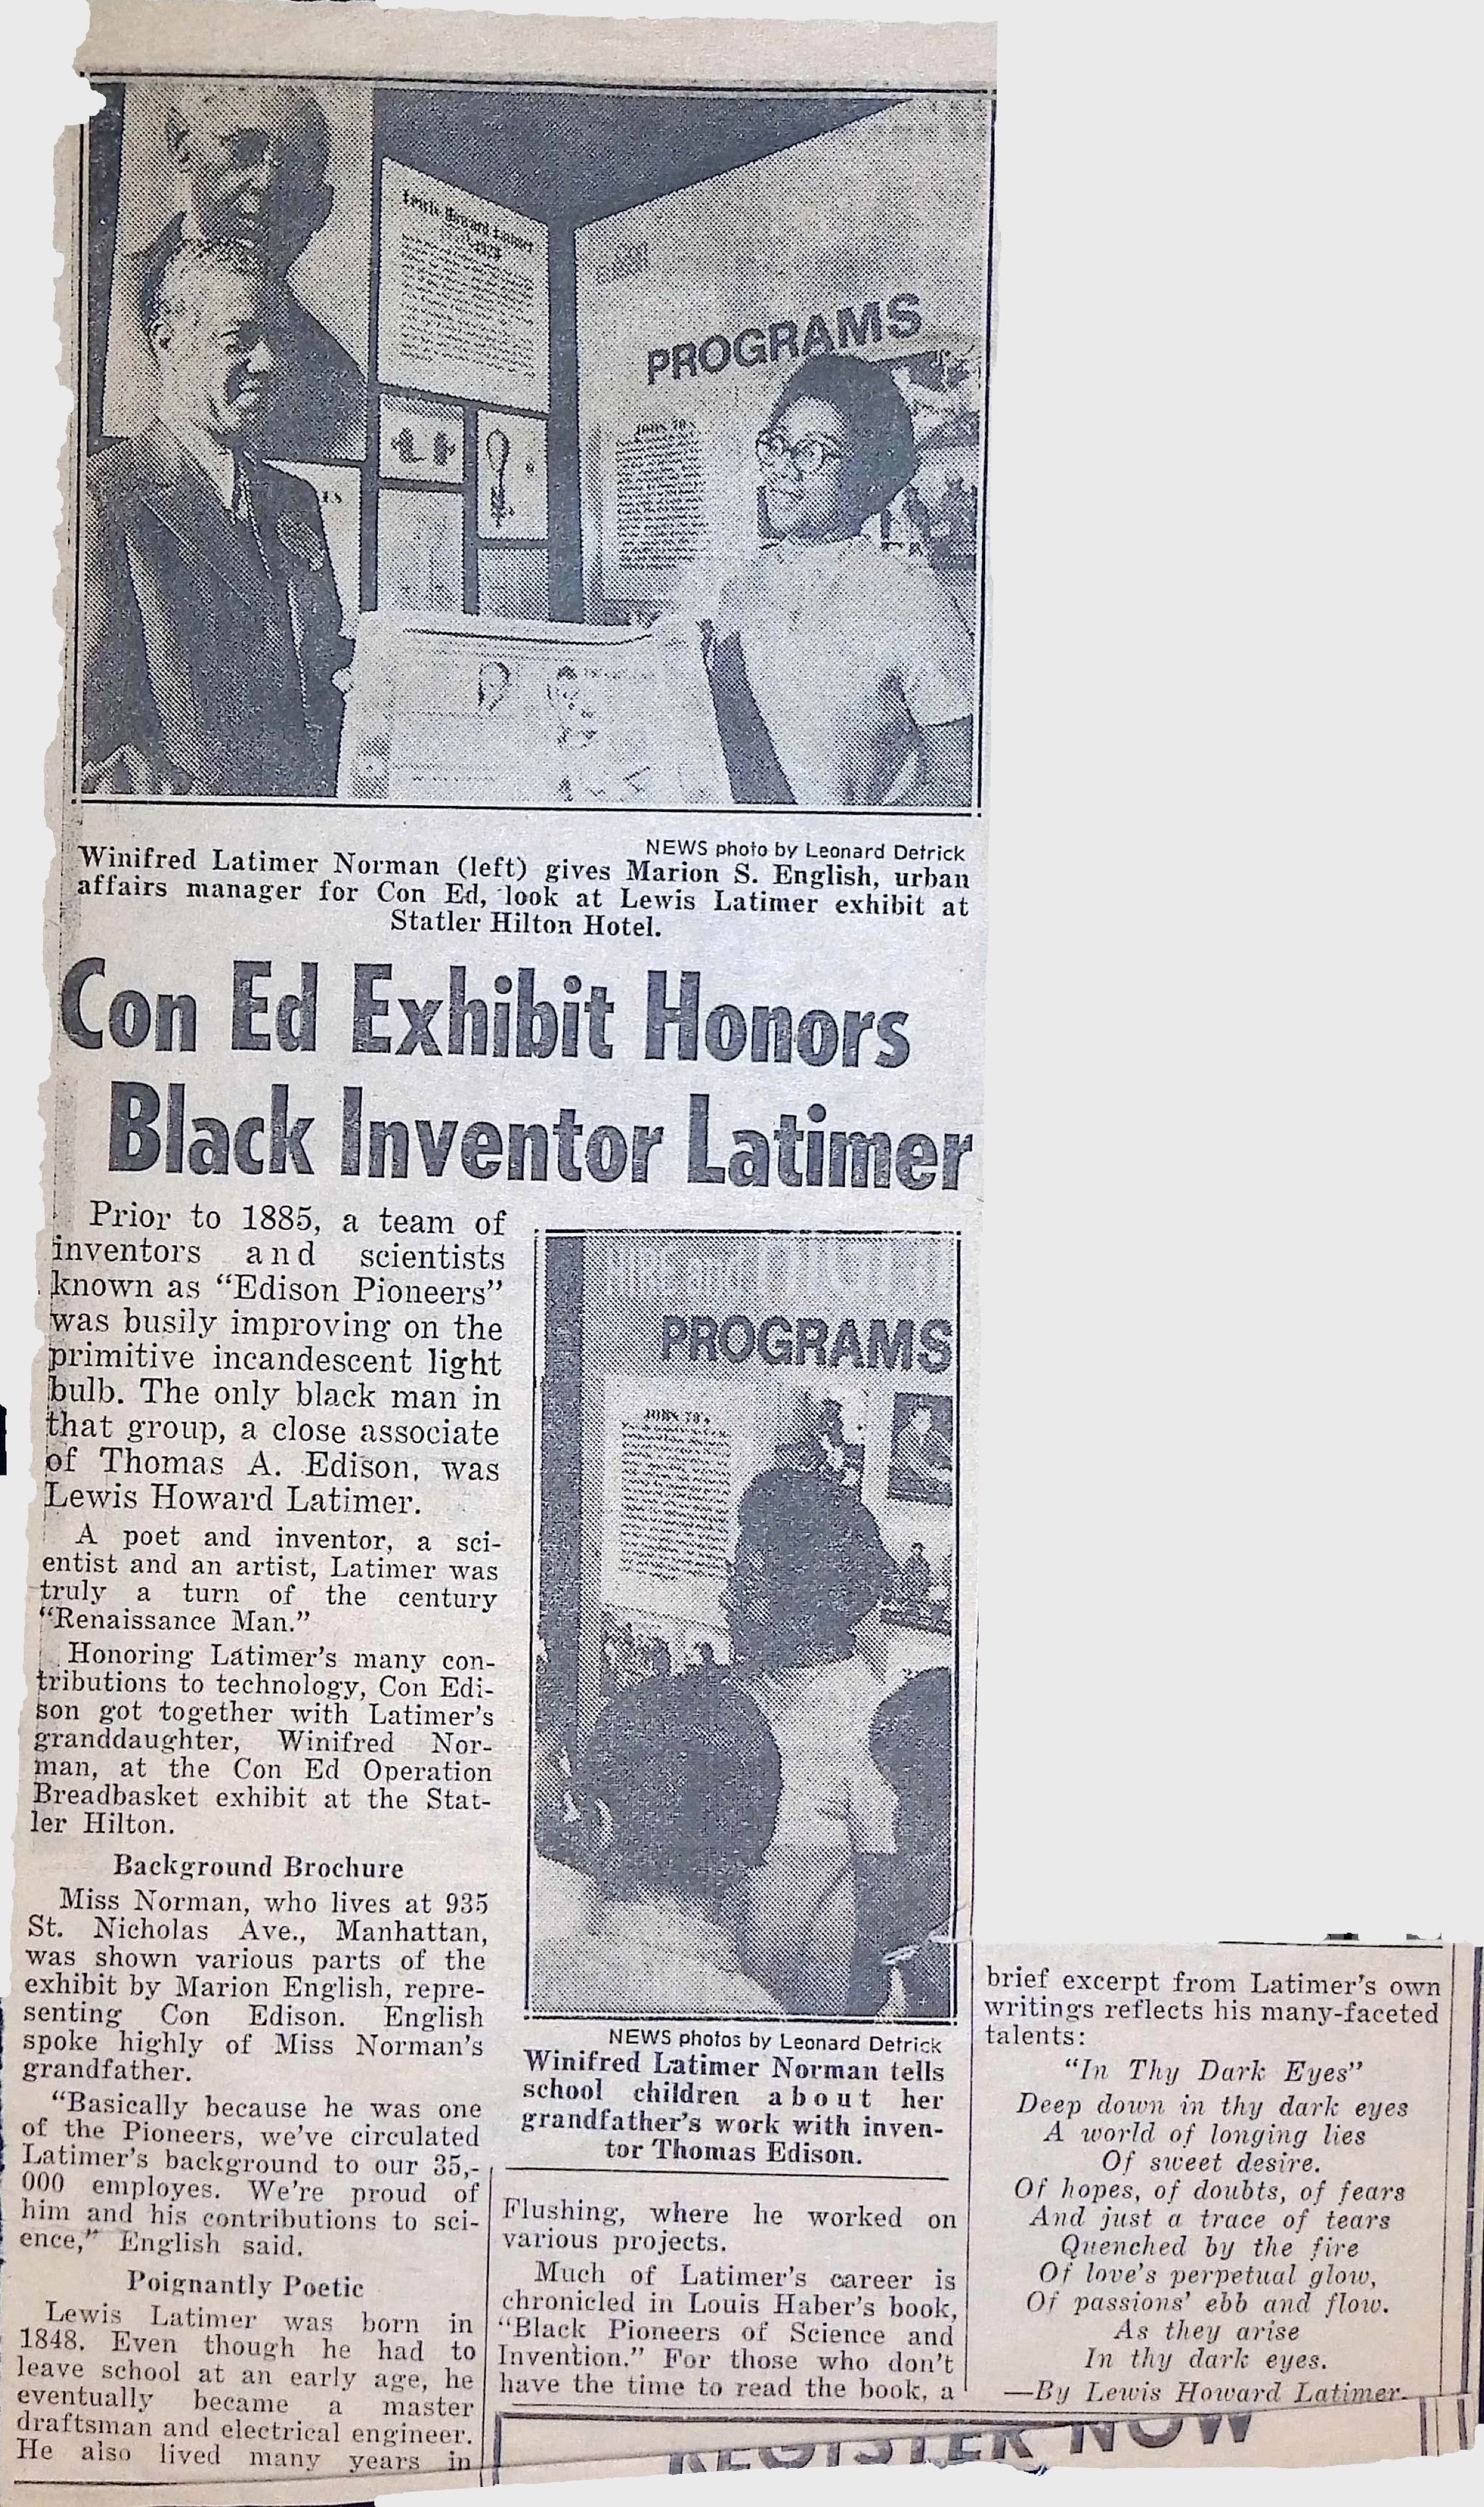 Lewis Howard Latimer
PROGRAMS
JOBS 70's
NEWS photo by Leonard Detrick
Winifred Latimer Norman (left) gives Marion S. English, urban
affairs manager for Con Ed, look at Lewis Latimer exhibit at
Statler Hilton Hotel.
Con Ed Exhibit Honors
Black Inventor Latimer
Prior to 1885, a team of
inventors and scientists
known as “Edison Pioneers”
was busily improving on the
primitive incandescent light
bulb. The only black man in
that group, a close associate
of Thomas A. Edison, was
Lewis Howard Latimer.
A poet and inventor, a sci-
entist and an artist, Latimer was
truly a turn of the century
“Renaissance Man.”
Honoring Latimer’s many con-
tributions to technology, Con Edi-
son got together with Latimer’s
granddaughter, Winifred Nor-
man, at the Con Ed Operation
Breadbasket exhibit at the Stat-
ler Hilton.
Background Brochure
Miss Norman, who lives at 935
St. Nicholas Ave., Manhattan,
was shown various parts of the
exhibit by Marion English, repre-
senting Con Edison. English
spoke highly of Miss Norman’s
grandfather.
“Basically because he was one
of the Pioneers, we’ve circulated
Latimer’s background to our 35,-
000 employes. We’re proud of
him and his contributions to sci-
ence,” English said.
Poignantly Poetic
Lewis Latimer was born in
1848. Even though he had to
leave school at an early age, he
eventually became a master
draftsman and electrical engineer.
He also lived many years in
PROGRAMS
JOBS 70's
NEWS photos by Leonard Detrick
Winifred Latimer Norman tells
school children about her
grandfather’s work with inven-
tor Thomas Edison.
Flushing, where he worked on
various projects.
Much of Latimer’s career is
chronicled in Louis Haber’s book,
“Black Pioneers of Science and
Invention.” For those who don’t
have the time to read the book, a
brief excerpt from Latimer’s own
writings reflects his many-faceted
talents:
“In Thy Dark Eyes”
Deep down in thy dark eyes
A world of longing lies
Of sweet desire.
Of hopes, of doubts, of fears
And just a trace of tears
Quenched by the fire
Of love’s perpetual glow,
Of passions’ ebb and flow.
As they arise
In thy dark eyes.
—By Lewis Howard Latimer.
REGISTER NOW